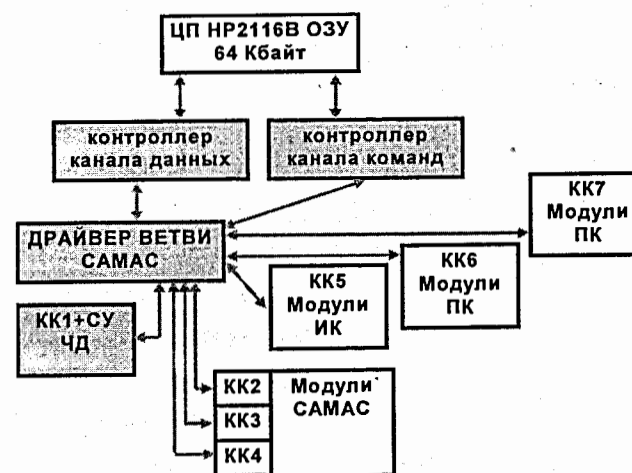 ЦП НР2116В ОЗУ
64 Кбайт
контроллер
канала данных
контроллер
канала команд
ДРАЙВЕР ВЕТВИ
САМАС
КК7
Модули
ПК
КК6
Модули
ПК
КК5
Модули
ИК
КК1+СУ
ЧД
КК2
КК3
КК4
Модули
САМАС